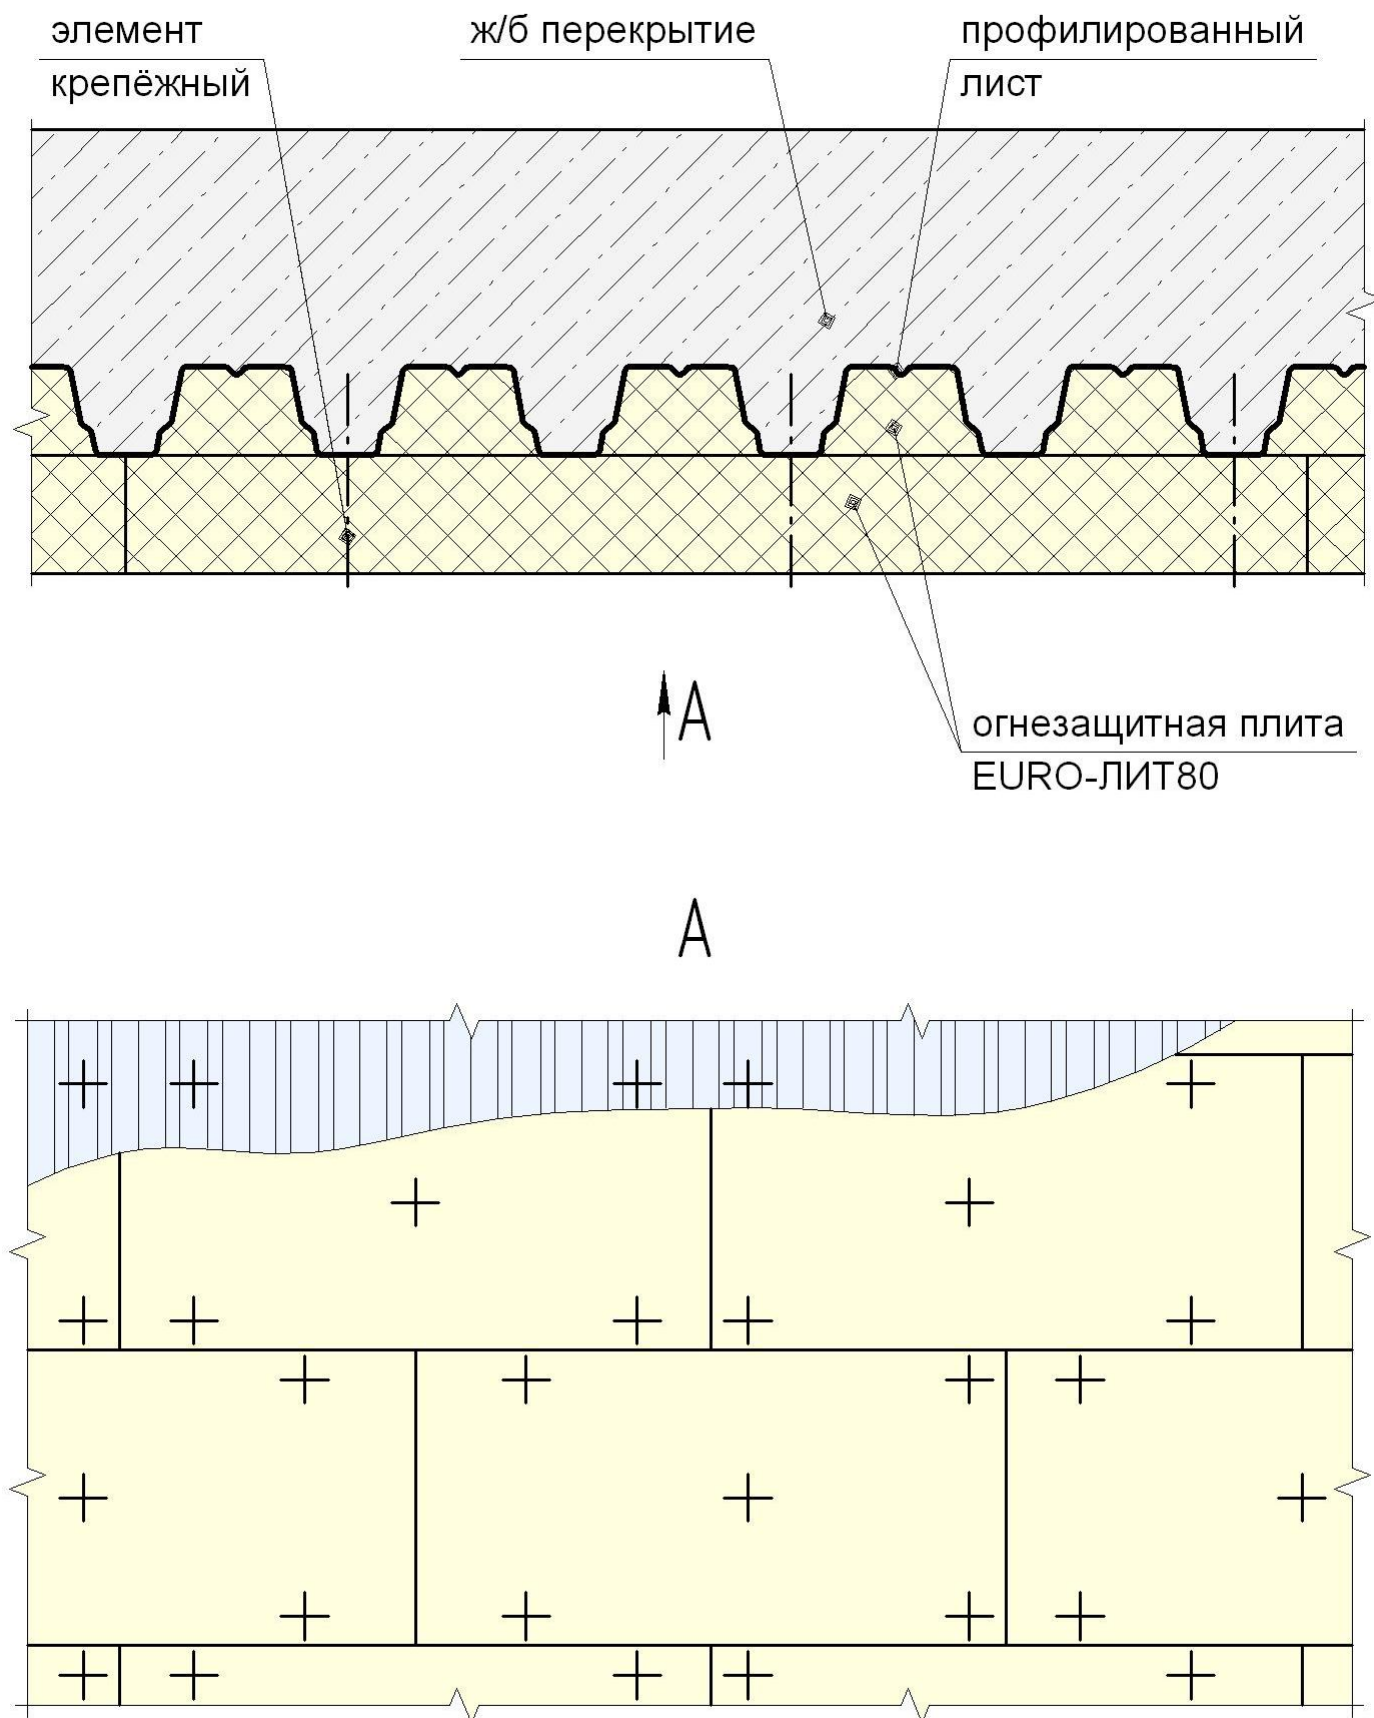 элемент
крепёжный
ж/б перекрытие
профилированный
лист
А
огнезащитная плита
EURO-ЛИТ80
А